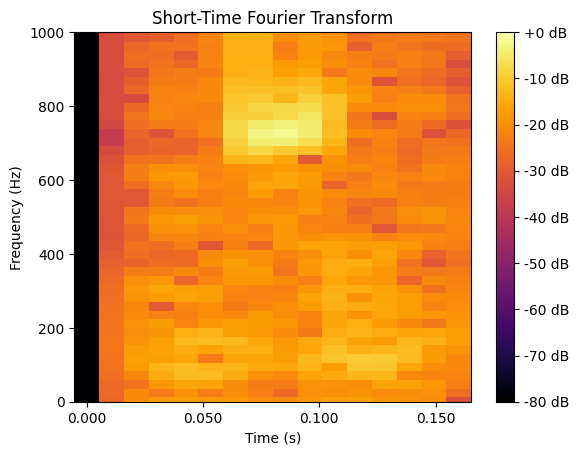 Short-Time Fourier Transform
1000
800
600
400
200
0
Frequency (Hz)
0.000
0.050
0.100
0.150
Time (s)
+0 dB
-10 dB
-20 dB
-30 dB
-40 dB
-50 dB
-60 dB
-70 dB
-80 dB